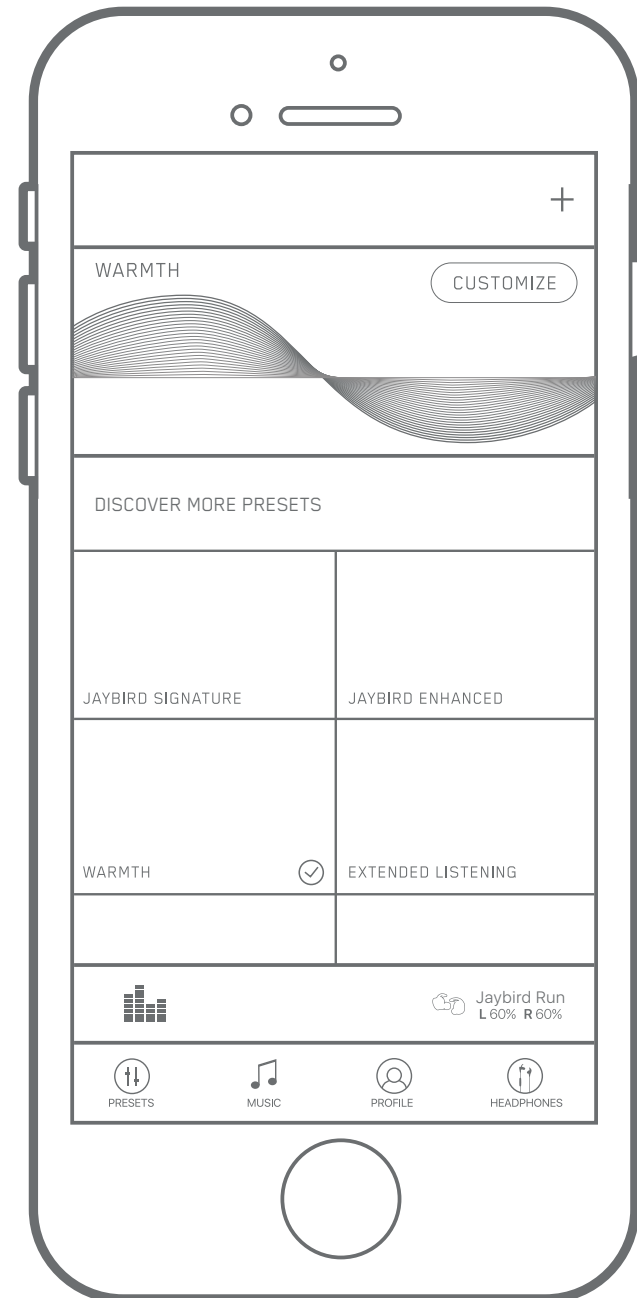 +
WARMTH
CUSTOMIZE
DISCOVER MORE PRESETS
JAYBIRD SIGNATURE
JAYBIRD ENHANCED
WARMTH
EXTENDED LISTENING
Jaybird Run
L 60% R 60%
PRESETS
MUSIC
PROFILE
HEADPHONES